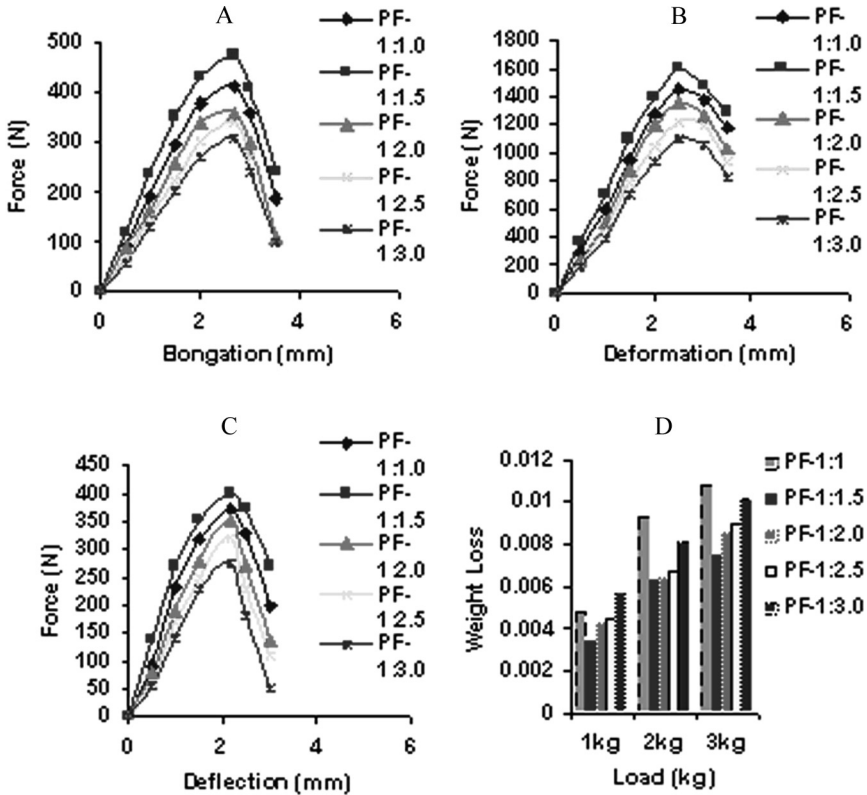 A
500
400
300
200
100
0
Force (N)
0 2 4 6
Bongation (mm)
PF-
1:1.0
PF-
1:1.5
PF-
1:2.0
PF-
1:2.5
PF-
1:3.0
B
1800
1600
1400
1200
1000
800
600
400
200
0
Force (N)
0 2 4 6
Deformation (mm)
PF-
1:1.0
PF-
1:1.5
PF-
1:2.0
PF-
1:2.5
PF-
1:3.0
C
450
400
350
300
250
200
150
100
50
0
Force (N)
0 2 4 6
Deflection (mm)
PF-
1:1.0
PF-
1:1.5
PF-
1:2.0
PF-
1:2.5
PF-
1:3.0
D
0.012
0.01
0.008
0.006
0.004
0.002
0
Weight Loss
1kg 2kg 3kg
Load (kg)
PF-1:1
PF-1:1.5
PF-1:2.0
PF-1:2.5
PF-1:3.0